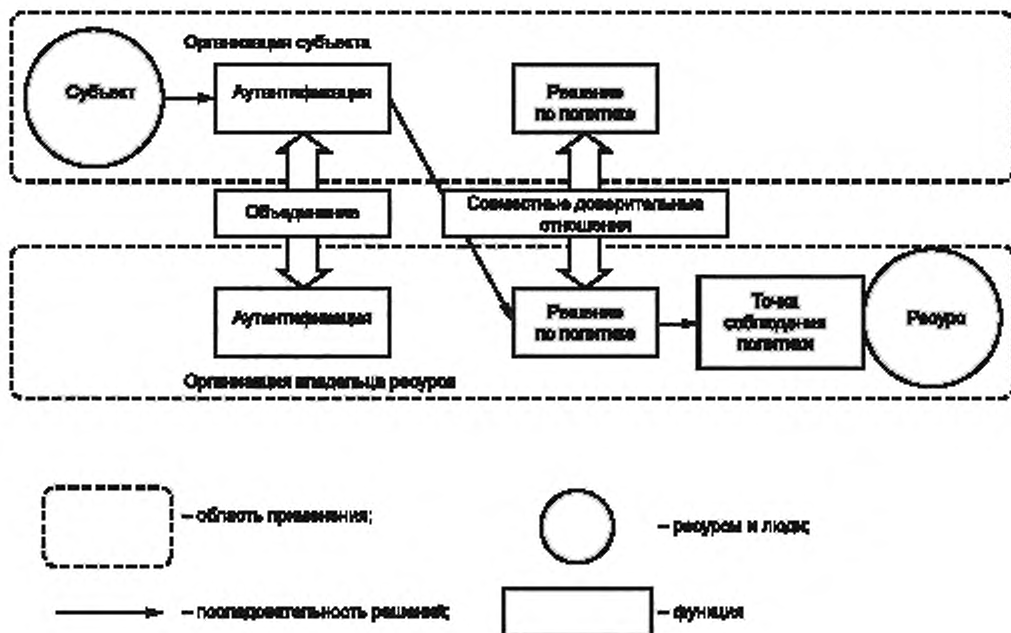 Организация субъекта
Субъект
Аутентификация
Решение
по политике
Объединение
Совместные доверительные
отношения
Аутентификация
Решение
по политике
Точка
соблюдения
политики
Ресурс
Организация владельца ресурса
– область применения;
– ресурсы и люди;
– последовательность решений;
– функция